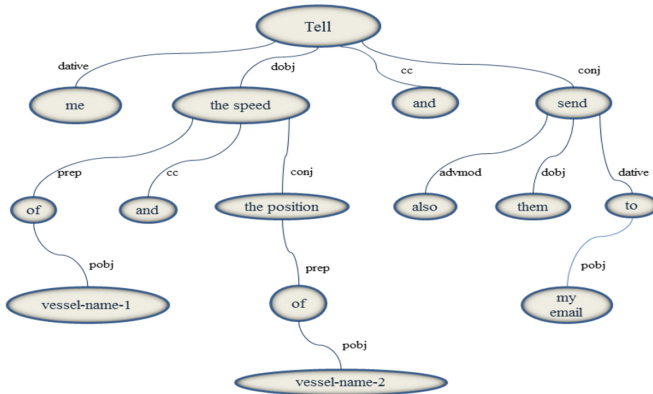 Tell
dative
dobj
cc
conj
me
the speed
and
send
prep
cc
conj
advmod
dobj
dative
of
and
the position
also
them
to
pobj
prep
pobj
vessel-name-1
of
my
email
pobj
vessel-name-2